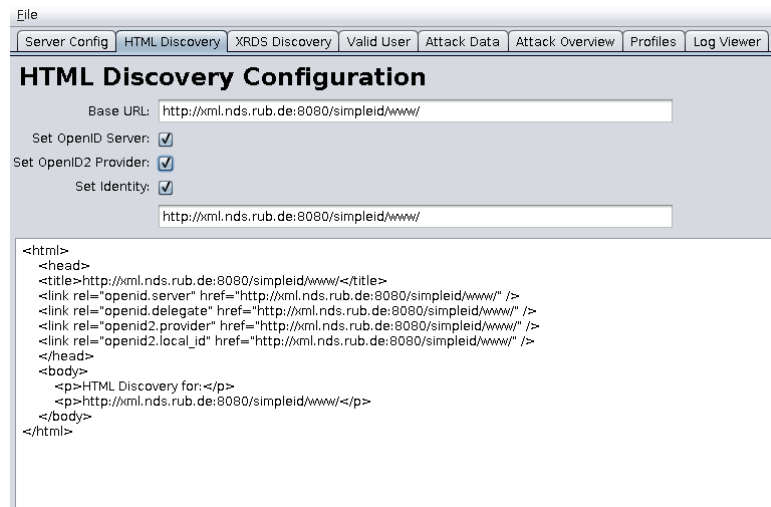 File
Server Config HTML Discovery XRDS Discovery Valid User Attack Data Attack Overview Profiles Log Viewer
HTML Discovery Configuration
Base URL: http://xml.nds.rub.de:8080/simpleid/www/
Set OpenID Server:
Set OpenID2 Provider:
Set Identity:
http://xml.nds.rub.de:8080/simpleid/www/
<html>
<head>
<title>http://xml.nds.rub.de:8080/simpleid/www/</title>
<link rel="openid.server" href="http://xml.nds.rub.de:8080/simpleid/www/" />
<link rel="openid.delegate" href="http://xml.nds.rub.de:8080/simpleid/www/" />
<link rel="openid2.provider" href="http://xml.nds.rub.de:8080/simpleid/www/" />
<link rel="openid2.local_id" href="http://xml.nds.rub.de:8080/simpleid/www/" />
</head>
<body>
<p>HTML Discovery for:</p>
<p>http://xml.nds.rub.de:8080/simpleid/www/</p>
</body>
</html>